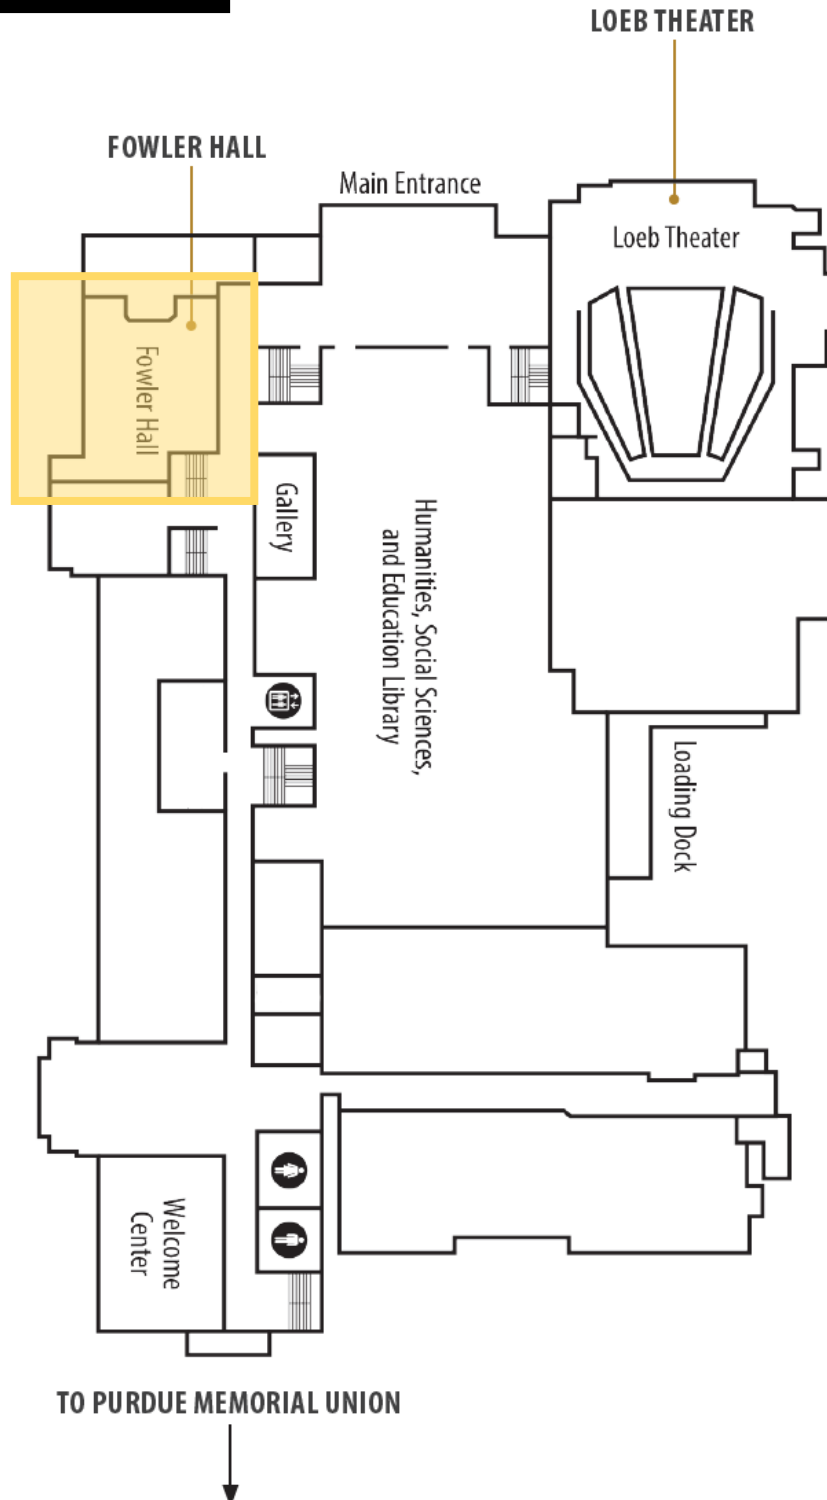 LOEB THEATER
FOWLER HALL
Main Entrance
Loeb Theater
Fowler Hall
Gallery
Humanities, Social Sciences,
and Education Library
Loading Dock
Welcome
Center
TO PURDUE MEMORIAL UNION